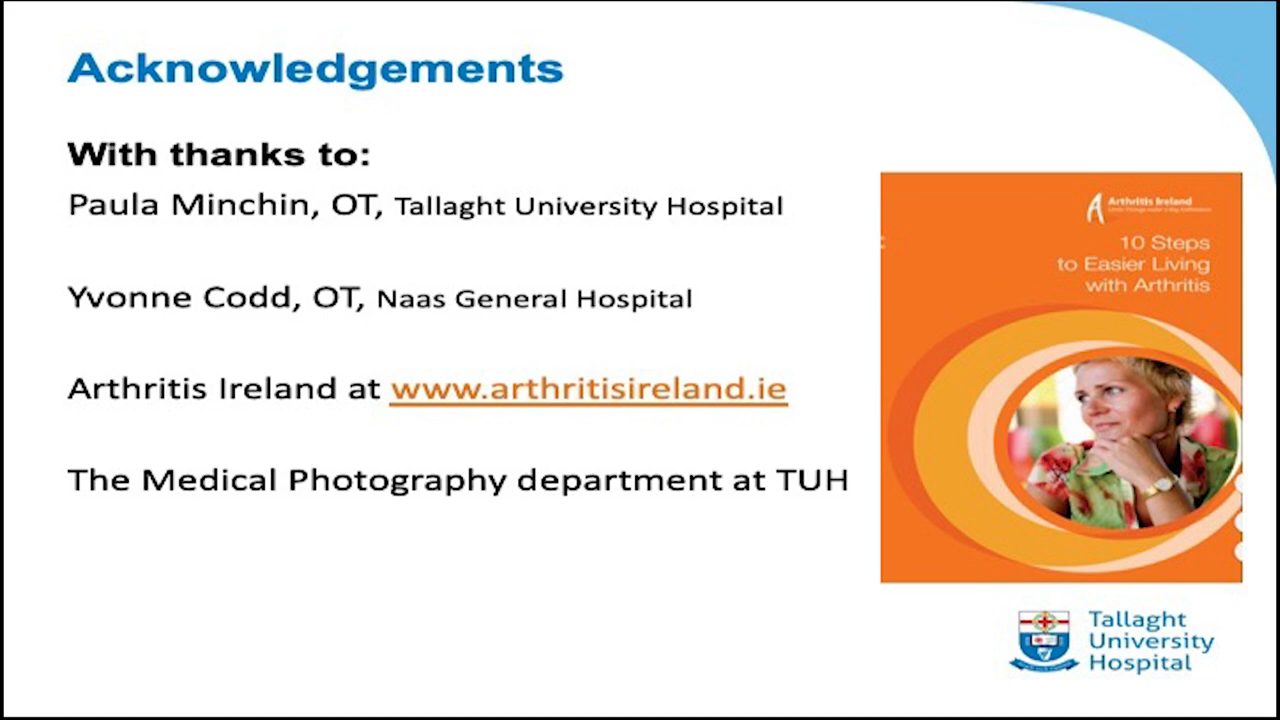 Acknowledgements
With thanks to:
Paula Minchin, OT, Tallaght University Hospital
Yvonne Codd, OT, Naas General Hospital
Arthritis Ireland at www.arthritisireland.ie
The Medical Photography department at TUH
Arthritis Ireland
10 Steps
to Easier Living
with Arthritis
Tallaght
University
Hospital